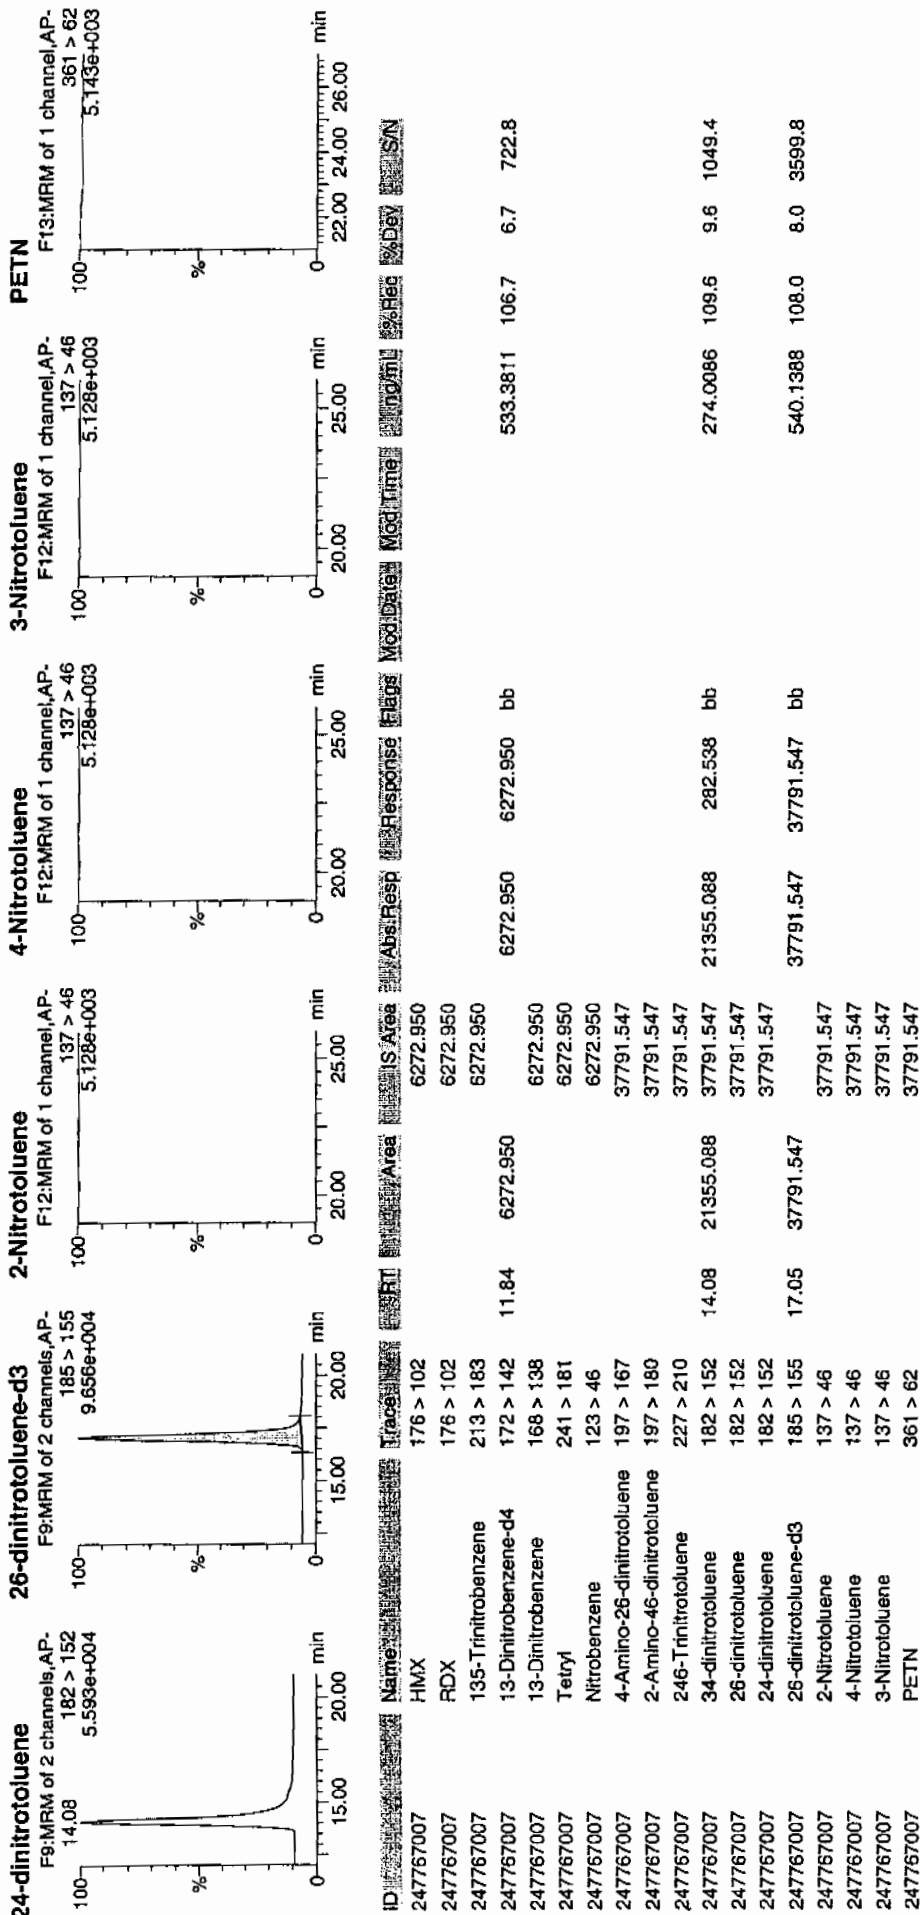 24-dinitrotoluene
F9:MRM of 2 channels,AP-
182 > 152
5.593e+004
14.08
100
%
0
15.00 20.00 min
26-dinitrotoluene-d3
F9:MRM of 2 channels,AP-
185 > 155
9.656e+004
100
%
0
15.00 20.00 min
2-Nitrotoluene
F12:MRM of 1 channel,AP-
137 > 46
5.128e+003
100
%
0
20.00 25.00 min
4-Nitrotoluene
F12:MRM of 1 channel,AP-
137 > 46
5.128e+003
100
%
0
20.00 25.00 min
3-Nitrotoluene
F12:MRM of 1 channel,AP-
137 > 46
5.128e+003
100
%
0
20.00 25.00 min
PETN
F13:MRM of 1 channel,AP-
361 > 62
5.143e+003
100
%
0
22.00 24.00 26.00 min
ID Name Trace RT Area IS Area Abs.Resp Response Flags Mod.Date Mod.Time ng/mL %Rec %Dev S/N
247767007 HMX 176 > 102 6272.950
247767007 RDX 176 > 102 6272.950
247767007 135-Trinitrobenzene 213 > 183 6272.950
247767007 13-Dinitrobenzene-d4 172 > 142 11.84 6272.950 6272.950 6272.950 bb 533.3811 106.7 6.7 722.8
247767007 13-Dinitrobenzene 168 > 138 6272.950
247767007 Tetryl 241 > 181 6272.950
247767007 Nitrobenzene 123 > 46 6272.950
247767007 4-Amino-26-dinitrotoluene 197 > 167 37791.547
247767007 2-Amino-46-dinitrotoluene 197 > 180 37791.547
247767007 246-Trinitrotoluene 227 > 210 37791.547
247767007 34-dinitrotoluene 182 > 152 14.08 21355.088 37791.547 21355.088 282.538 bb 274.0086 109.6 9.6 1049.4
247767007 26-dinitrotoluene 182 > 152 37791.547
247767007 24-dinitrotoluene 182 > 152 37791.547
247767007 26-dinitrotoluene-d3 185 > 155 17.05 37791.547 37791.547 37791.547 bb 540.1388 108.0 8.0 3599.8
247767007 2-Nitrotoluene 137 > 46 37791.547
247767007 4-Nitrotoluene 137 > 46 37791.547
247767007 3-Nitrotoluene 137 > 46 37791.547
247767007 PETN 361 > 62 37791.547